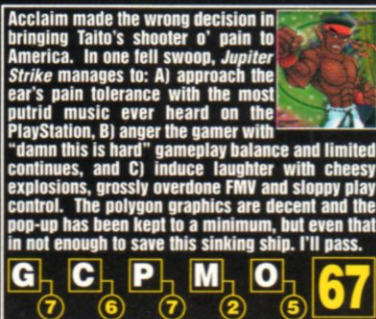 Acclaim made the wrong decision in
bringing Taito's shooter o' pain to
America. In one fell swoop, Jupiter
Strike manages to: A) approach the
ear's pain tolerance with the most
putrid music ever heard on the
PlayStation, B) anger the gamer with
"damn this is hard" gameplay balance and limited
continues, and C) induce laughter with cheesy
explosions, grossly overdone FMV and sloppy play
control. The polygon graphics are decent and the
pop-up has been kept to a minimum, but even that
in not enough to save this sinking ship. I'll pass.
G C P M O 67
7 6 7 2 5